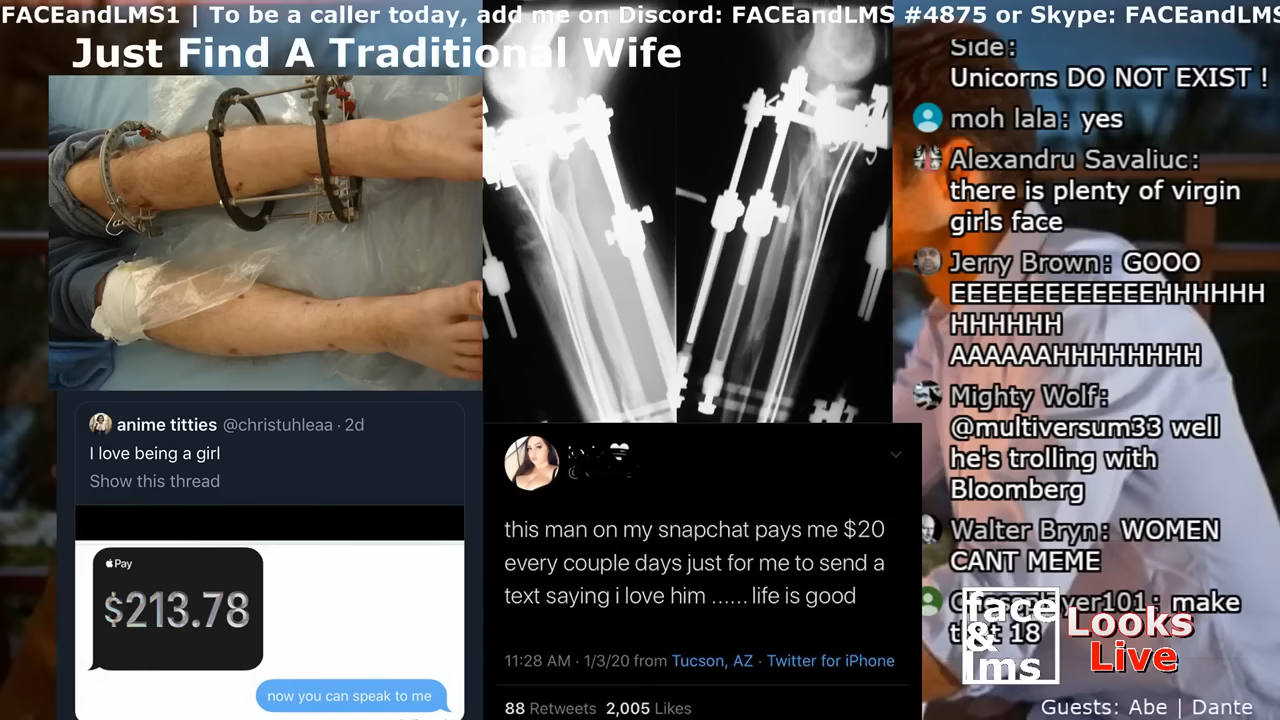 FACEandLMS1 | To be a caller today, add me on Discord: FACEandLMS #4875 or Skype: FACEandLMS
Just Find A Traditional Wife
anime titties @christuhleaa · 2d
I love being a girl
Show this thread
Pay
$213.78
now you can speak to me
this man on my snapchat pays me $20
every couple days just for me to send a
text saying i love him ...... life is good
11:28 AM · 1/3/20 from Tucson, AZ · Twitter for iPhone
88 Retweets 2,005 Likes
Side:
Unicorns DO NOT EXIST !
moh lala: yes
Alexandru Savaliuc:
there is plenty of virgin
girls face
Jerry Brown: GOOO
EEEEEEEEEEEEEHHHHHH
HHHHHH
AAAAAAHHHHHHHH
Mighty Wolf:
@multiversum33 well
he's trolling with
Bloomberg
Walter Bryn: WOMEN
CANT MEME
make
18
face
&
lms
Looks
Live
Guests: Abe | Dante